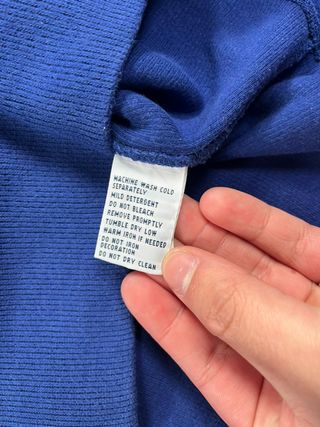 MACHINE WASH COLD
SEPARATELY
MILD DETERGENT
DO NOT BLEACH
REMOVE PROMPTLY
TUMBLE DRY LOW
WARM IRON IF NEEDED
DO NOT IRON
DECORATION
DO NOT DRY CLEAN